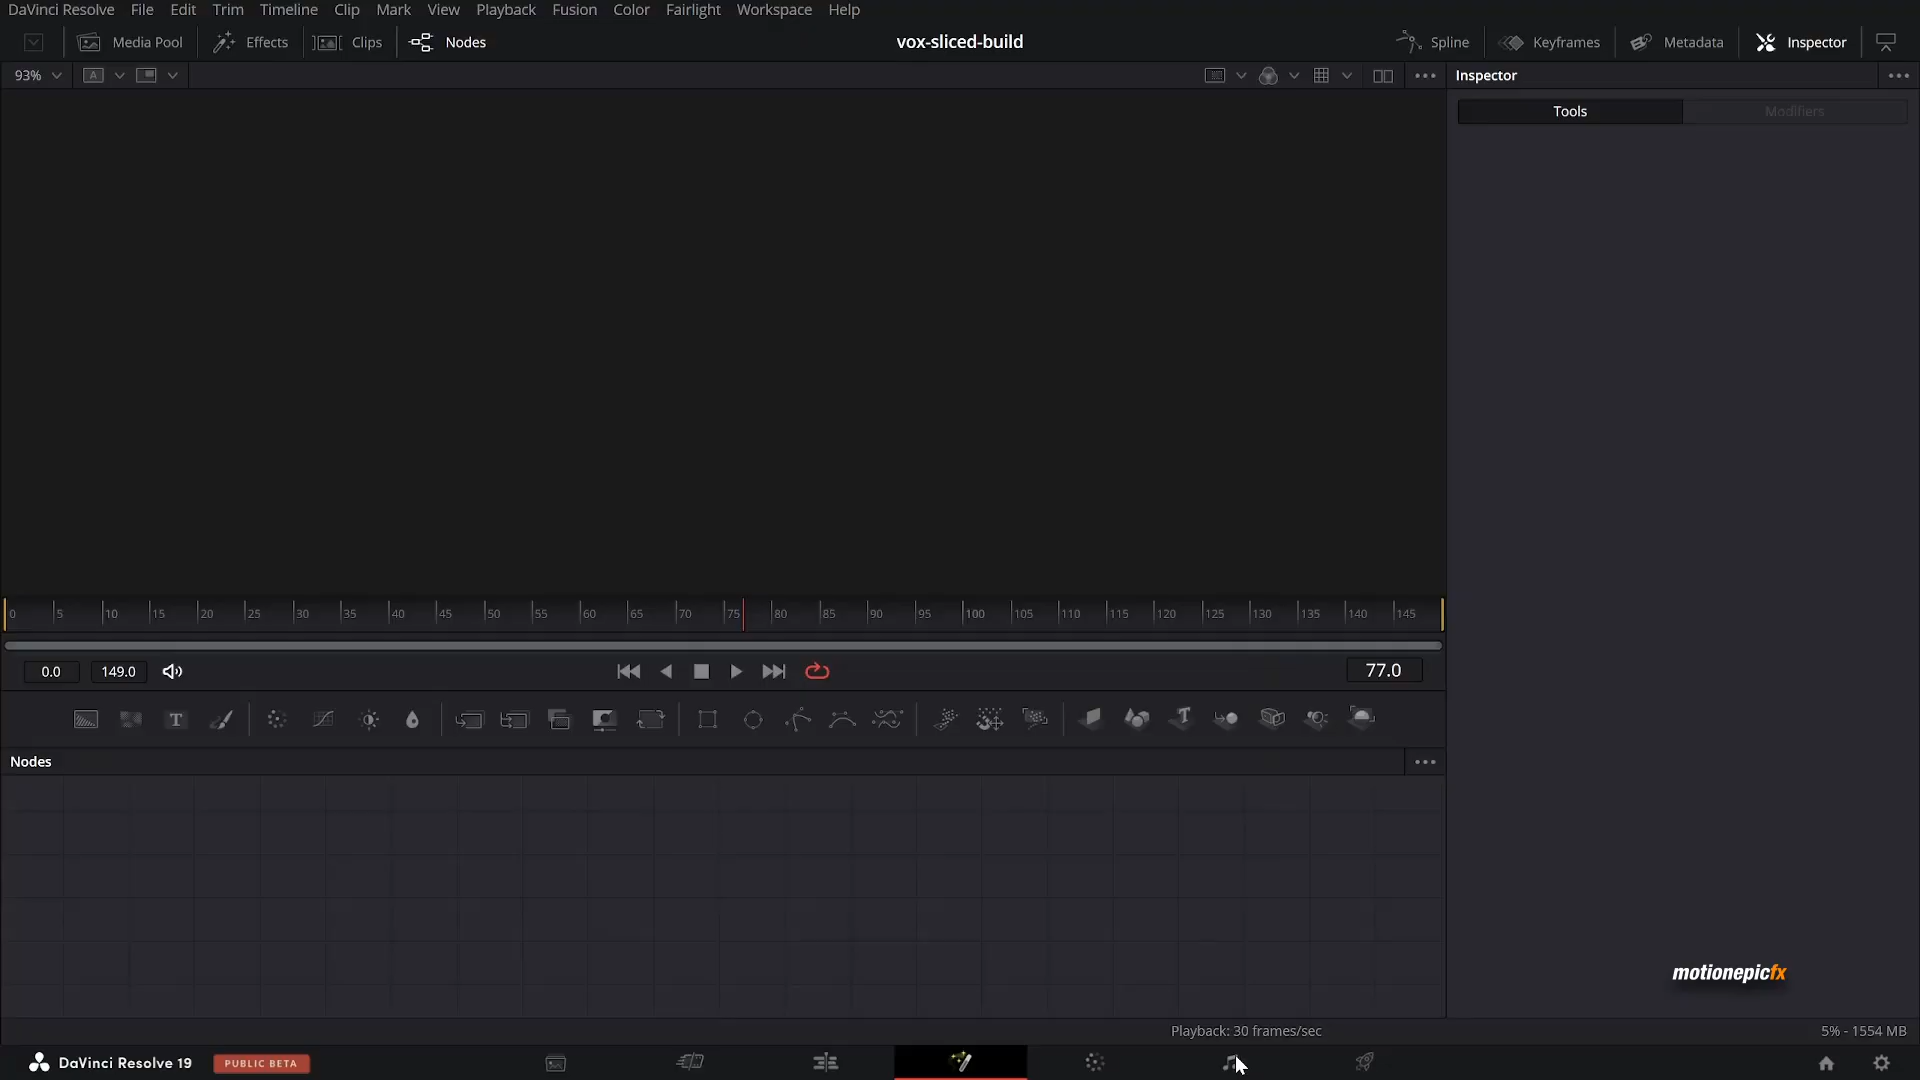 DaVinci Resolve File Edit Trim Timeline Clip Mark View Playback Fusion Color Fairlight Workspace Help
Media Pool Effects Clips Nodes vox-sliced-build Spline Keyframes Metadata Inspector
93% A Inspector
Tools Modifiers
0 5 10 15 20 25 30 35 40 45 50 55 60 65 70 75 80 85 90 95 100 105 110 115 120 125 130 135 140 145
0.0 149.0 77.0
T T
Nodes
motionepicfx
Playback: 30 frames/sec 5% - 1554 MB
DaVinci Resolve 19 PUBLIC BETA